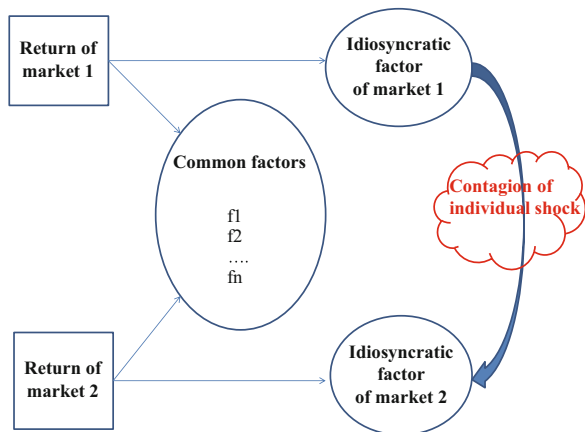 Return of
market 1
Idiosyncratic
factor
of market 1
Common factors
f1
f2
....
fn
Contagion of
individual shock
Return of
market 2
Idiosyncratic
factor
of market 2